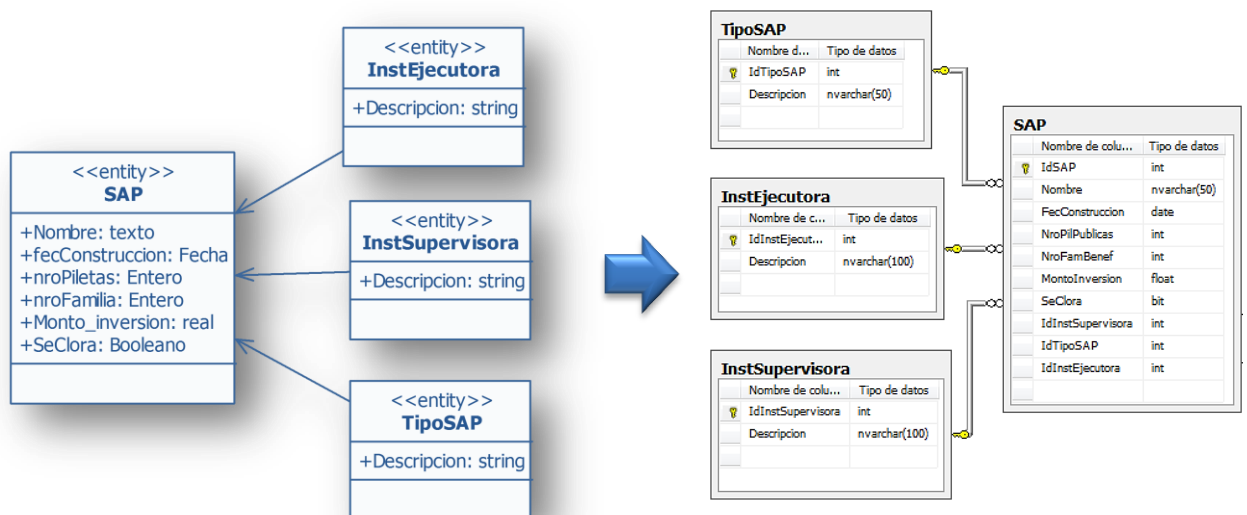 <<entity>>
InstEjecutora
+Descripcion: string
<<entity>>
SAP
+Nombre: texto
+fecConstruccion: Fecha
+nroPiletas: Entero
+nroFamilia: Entero
+Monto_inversion: real
+SeClora: Booleano
<<entity>>
InstSupervisora
+Descripcion: string
<<entity>>
TipoSAP
+Descripcion: string
TipoSAP
Nombre d... Tipo de datos
IdTipoSAP int
Descripcion nvarchar(50)
InstEjecutora
Nombre de c... Tipo de datos
IdInstEjecut... int
Descripcion nvarchar(100)
InstSupervisora
Nombre de colu... Tipo de datos
IdInstSupervisora int
Descripcion nvarchar(100)
SAP
Nombre de colu... Tipo de datos
IdSAP int
Nombre nvarchar(50)
FecConstruccion date
NroPilPublicas int
NroFamBenef int
MontoInversion float
SeClora bit
IdInstSupervisora int
IdTipoSAP int
IdInstEjecutora int